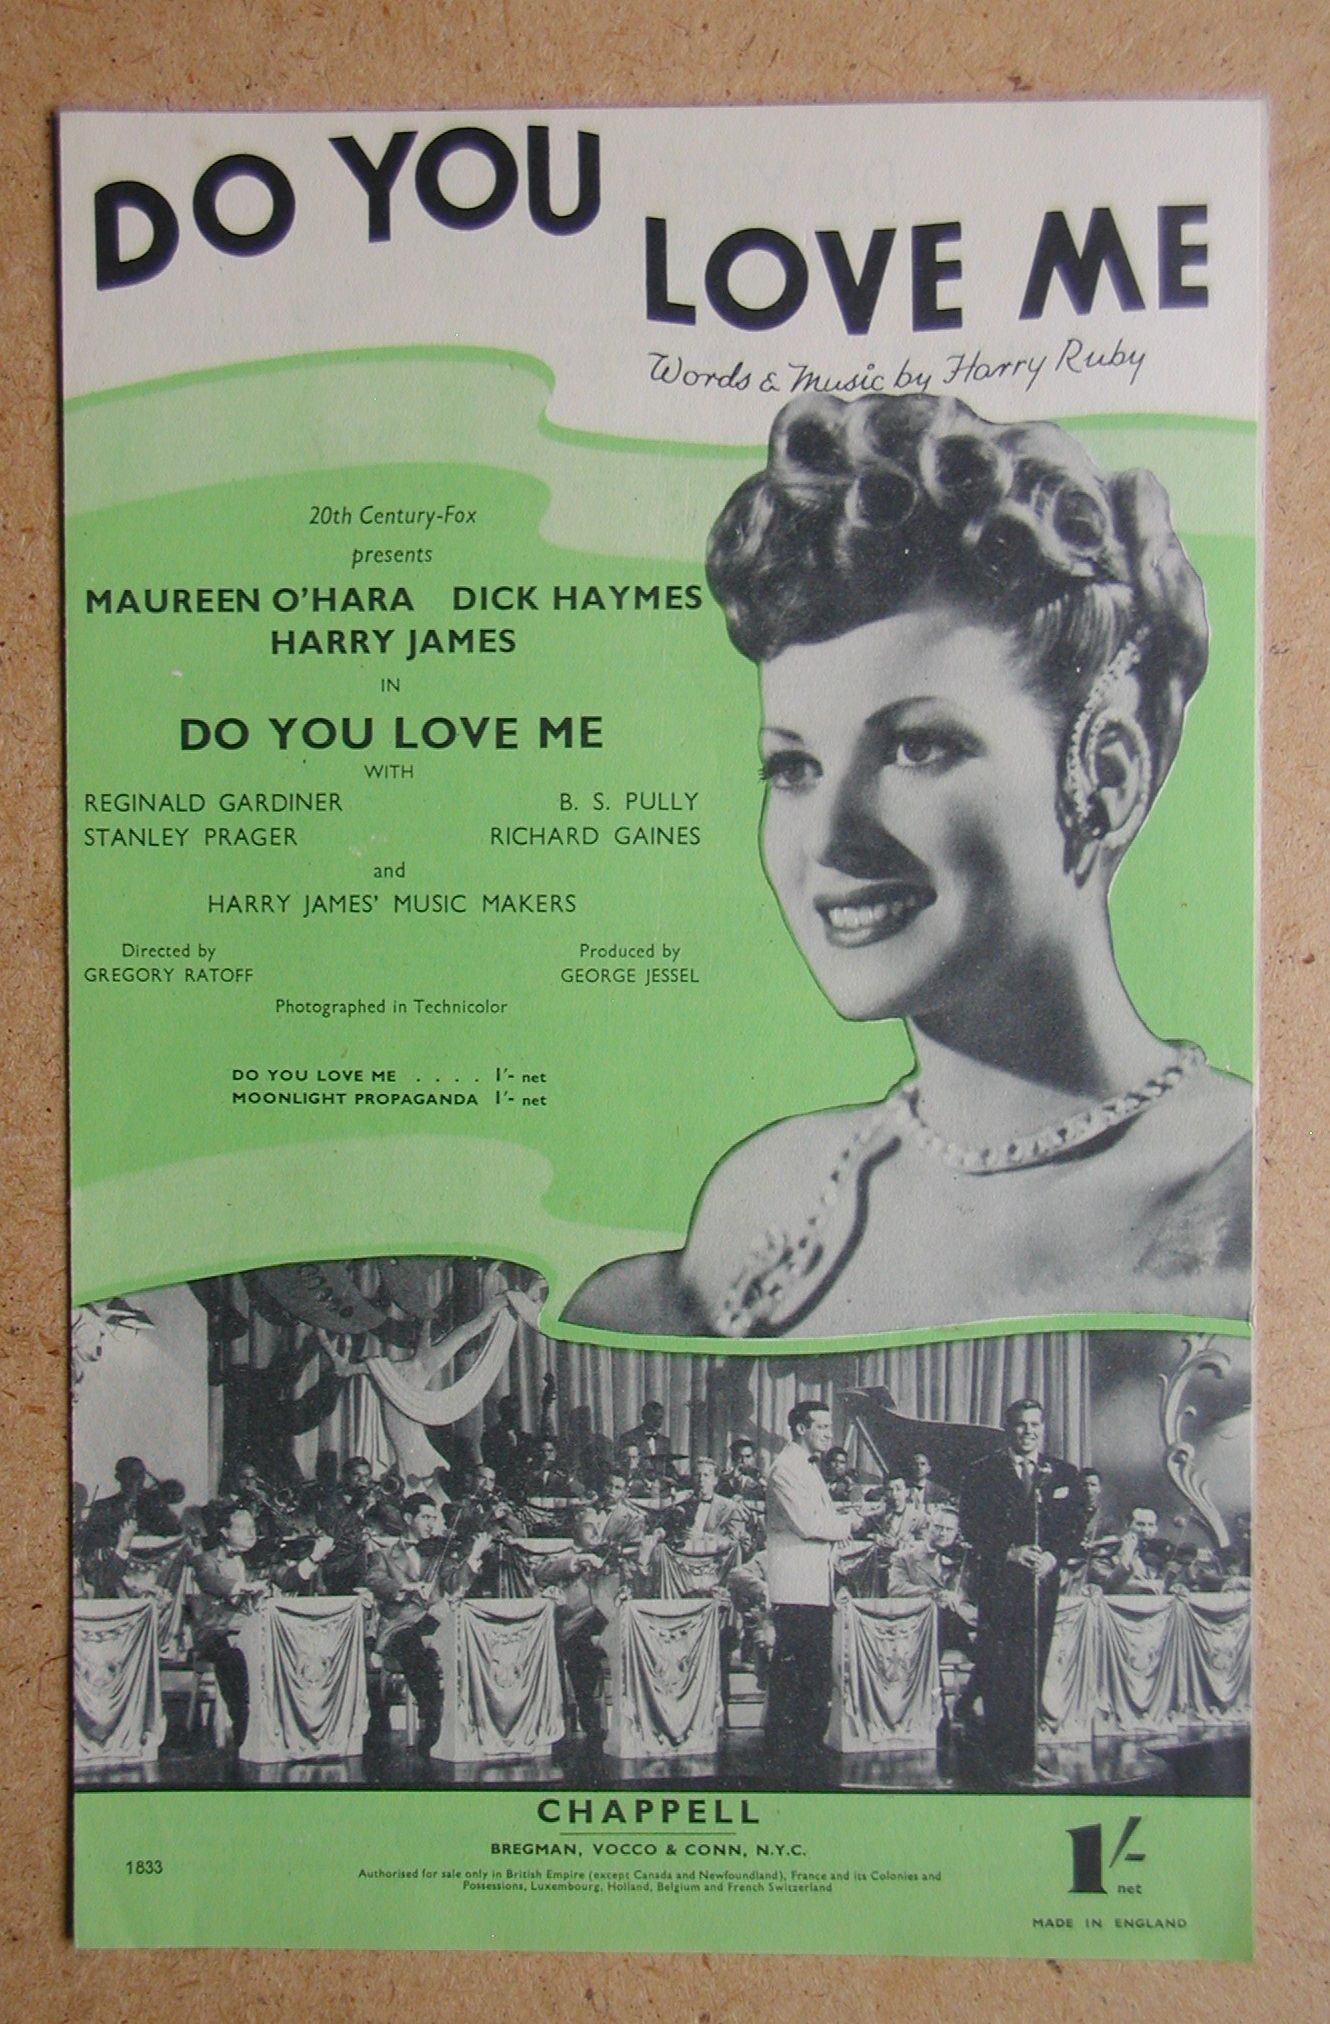 DO YOU
LOVE ME
Words & Music by Harry Ruby
20th Century-Fox
presents
MAUREEN O'HARA DICK HAYMES
HARRY JAMES
IN
DO YOU LOVE ME
WITH
REGINALD GARDINER B. S. PULLY
STANLEY PRAGER RICHARD GAINES
and
HARRY JAMES' MUSIC MAKERS
Directed by Produced by
GREGORY RATOFF GEORGE JESSEL
Photographed in Technicolor
DO YOU LOVE ME . . . . 1'- net
MOONLIGHT PROPAGANDA 1'- net
CHAPPELL
BREGMAN, VOCCO & CONN, N.Y.C.
1833
Authorised for sale only in British Empire (except Canada and Newfoundland), France and its Colonies and
Possessions, Luxembourg, Holland, Belgium and French Switzerland
1/-
net
MADE IN ENGLAND